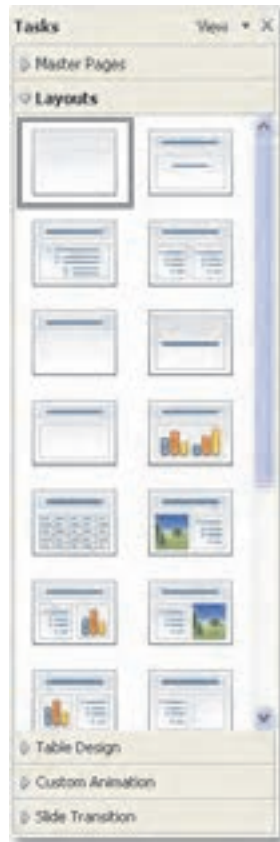 Tasks View
Master Pages
Layouts
Table Design
Custom Animation
Slide Transition